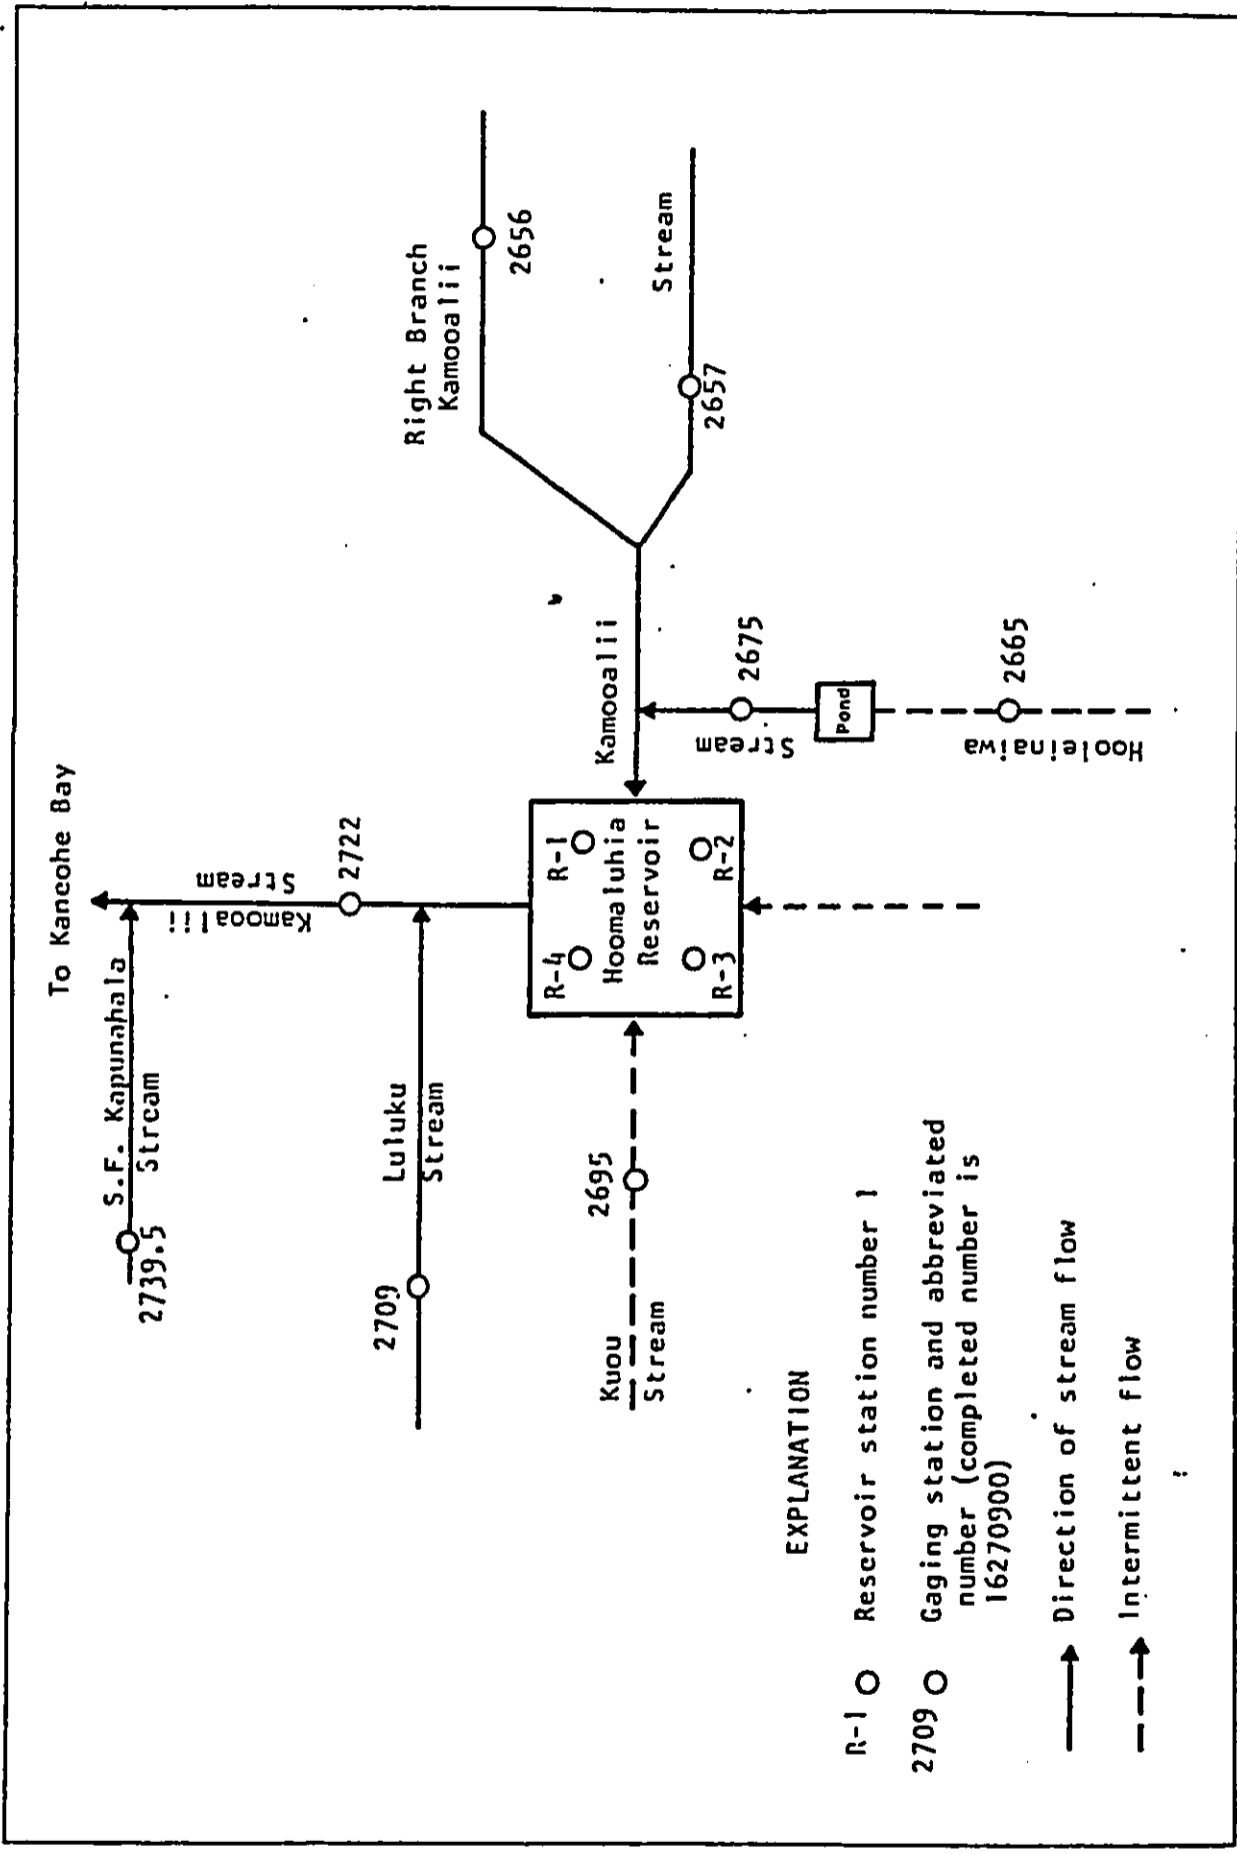 To Kaneohe Bay
S.F. Kapunahala
Stream
2739.5
Kamooalii
Stream
2722
2709
Luluku
Stream
Right Branch
Kamooalii
2656
Stream
2657
Kamooalii
2675
Stream
Pond
2665
Hooleinaiwa
R-4
R-1
Hoomaluhia
Reservoir
R-3
R-2
2695
Kuou
Stream
EXPLANATION
R-1 Reservoir station number 1
2709 Gaging station and abbreviated
number (completed number is
16270900)
Direction of stream flow
Intermittent flow